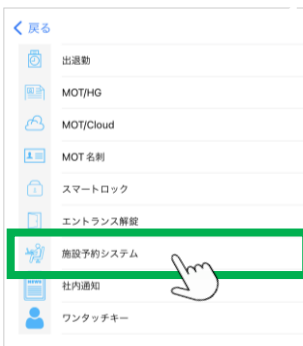 戻る
出退勤
MOT/HG
MOT/Cloud
MOT 名刺
スマートロック
エントランス解錠
施設予約システム
NEWS
社内通知
ワンタッチキー